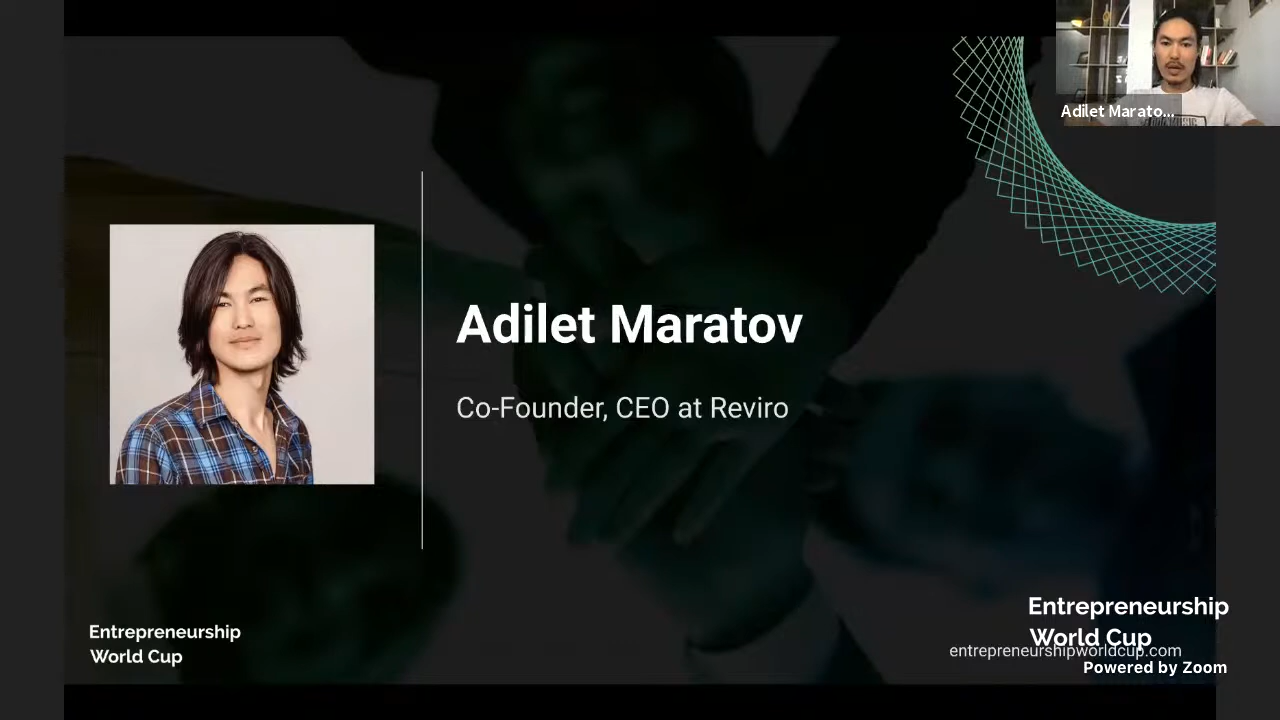 Adilet Marato...
Adilet Maratov
Co-Founder, CEO at Reviro
Entrepreneurship
World Cup
Entrepreneurship
World Cup
entrepreneurshipworldcup.com
Powered by Zoom